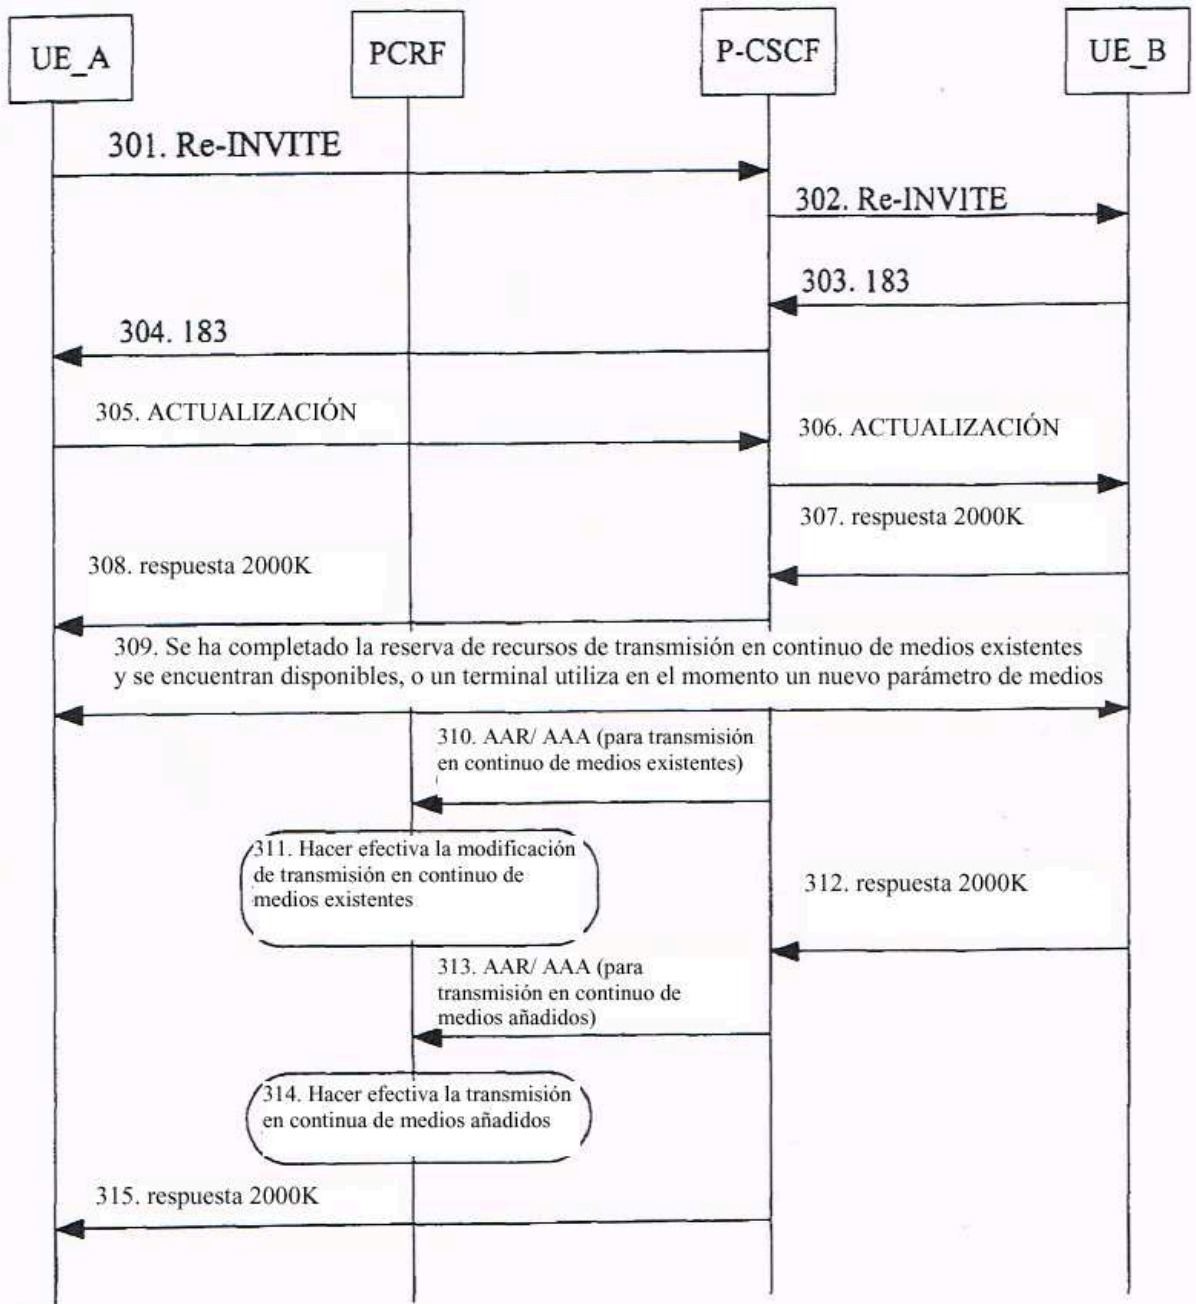 UE_A
PCRF
P-CSCF
UE_B
301. Re-INVITE
302. Re-INVITE
303. 183
304. 183
305. ACTUALIZACIÓN
306. ACTUALIZACIÓN
307. respuesta 2000K
308. respuesta 2000K
309. Se ha completado la reserva de recursos de transmisión en continuo de medios existentes
y se encuentran disponibles, o un terminal utiliza en el momento un nuevo parámetro de medios
310. AAR/ AAA (para transmisión
en continuo de medios existentes)
311. Hacer efectiva la modificación
de transmisión en continuo de
medios existentes
312. respuesta 2000K
313. AAR/ AAA (para
transmisión en continuo de
medios añadidos)
314. Hacer efectiva la transmisión
en continua de medios añadidos
315. respuesta 2000K